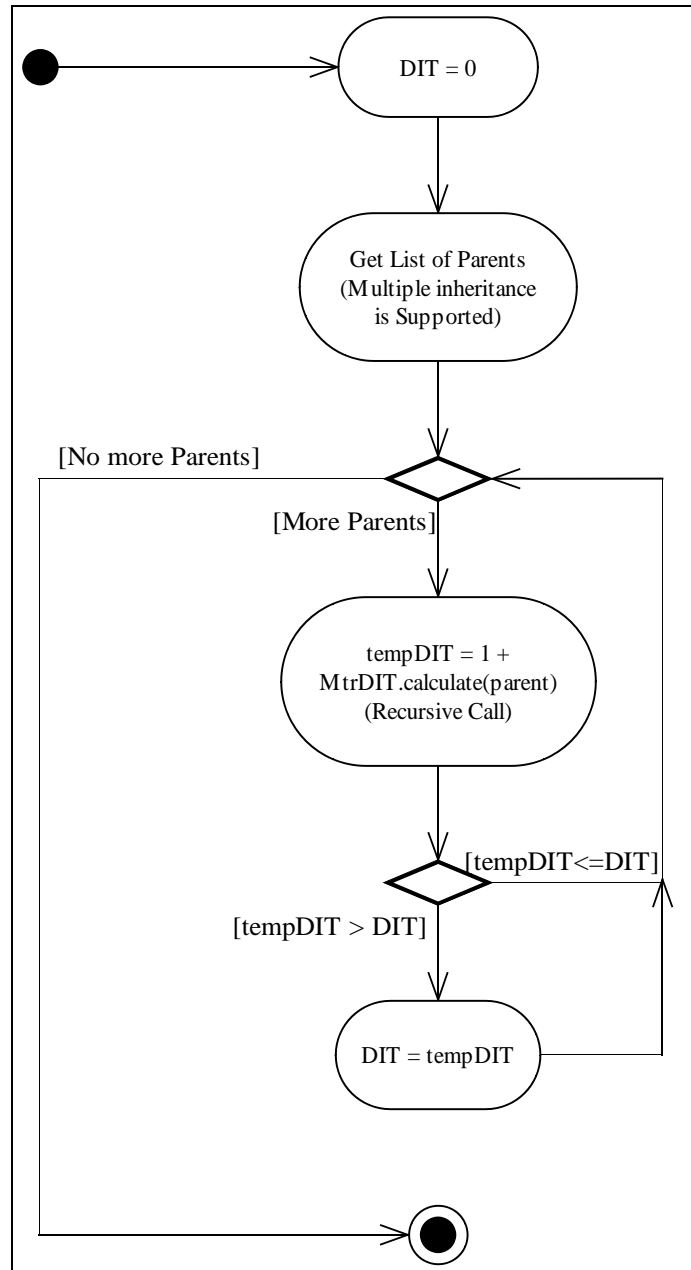 DIT = 0
Get List of Parents
(Multiple inheritance
is Supported)
[No more Parents]
[More Parents]
tempDIT = 1 +
MtrDIT.calculate(parent)
(Recursive Call)
[tempDIT<=DIT]
[tempDIT > DIT]
DIT = tempDIT